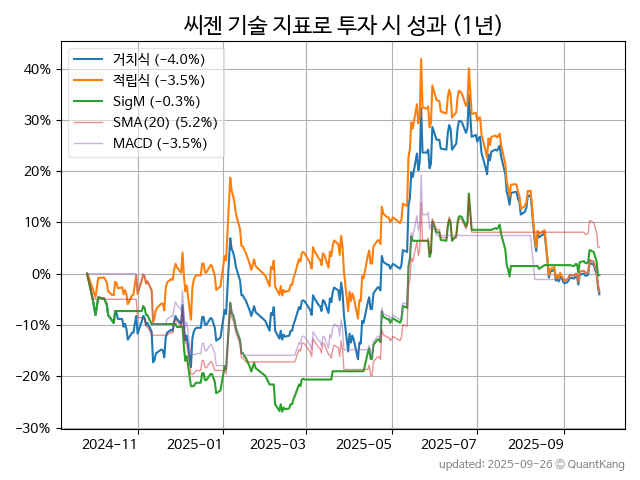 씨젠 기술 지표로 투자 시 성과 (1년)
거치식 (−4.0%)
적립식 (−3.5%)
SigM (−0.3%)
SMA(20) (5.2%)
MACD (−3.5%)
40%
30%
20%
10%
0%
−10%
−20%
−30%
2024−11 2025−01 2025−03 2025−05 2025−07 2025−09
updated: 2025-09-26 © QuantKang